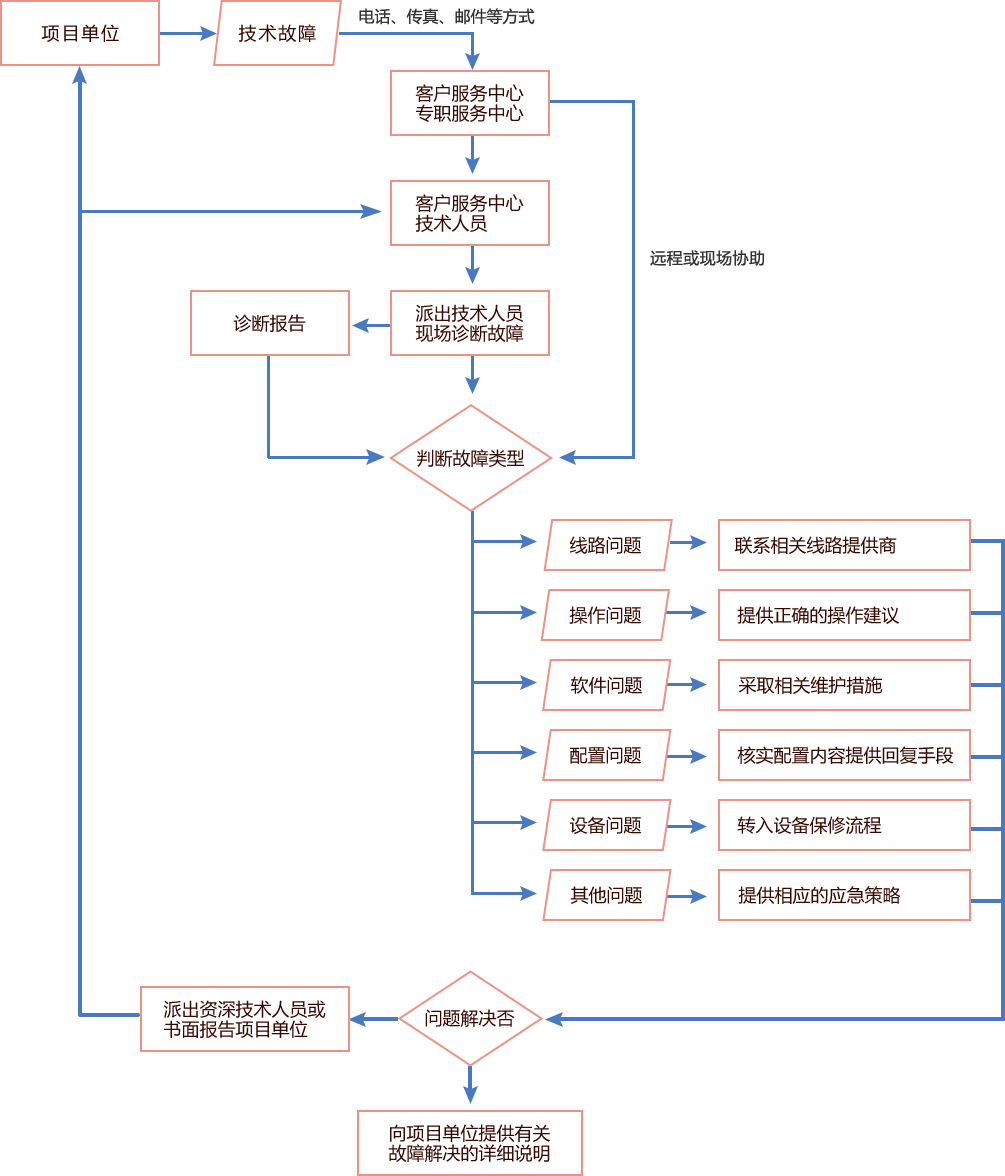 项目单位
技术故障
电话、传真、邮件等方式
客户服务中心
专职服务中心
客户服务中心
技术人员
远程或现场协助
诊断报告
派出技术人员
现场诊断故障
判断故障类型
线路问题
联系相关线路提供商
操作问题
提供正确的操作建议
软件问题
采取相关维护措施
配置问题
核实配置内容提供回复手段
设备问题
转入设备保修流程
其他问题
提供相应的应急策略
派出资深技术人员或
书面报告项目单位
问题解决否
向项目单位提供有关
故障解决的详细说明